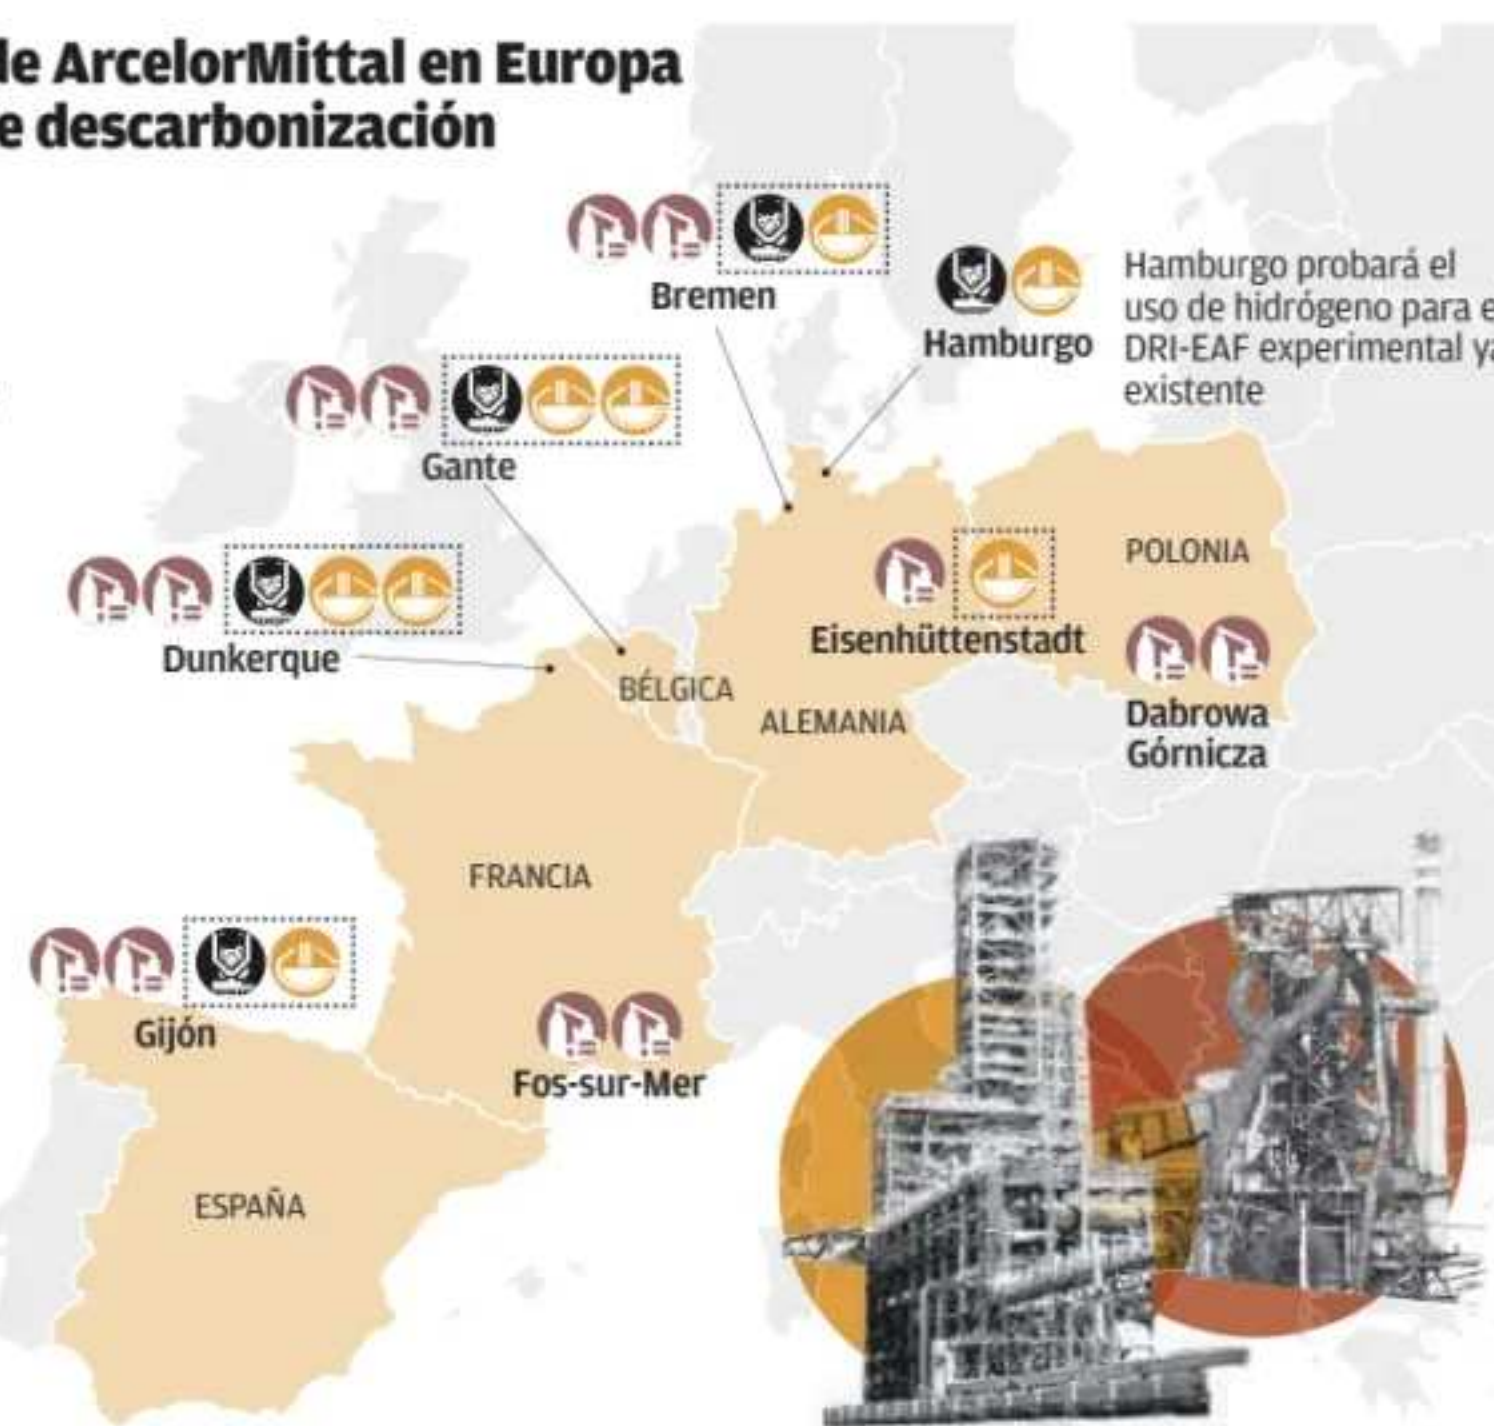 de ArcelorMittal en Europa
e descarbonización
Bremen
Hamburgo
Hamburgo probará el
uso de hidrógeno para e
DRI-EAF experimental ya
existente
Gante
Dunkerque
POLONIA
Eisenhüttenstadt
BÉLGICA
ALEMANIA
Dabrowa
Górnicza
FRANCIA
Gijón
Fos-sur-Mer
ESPAÑA